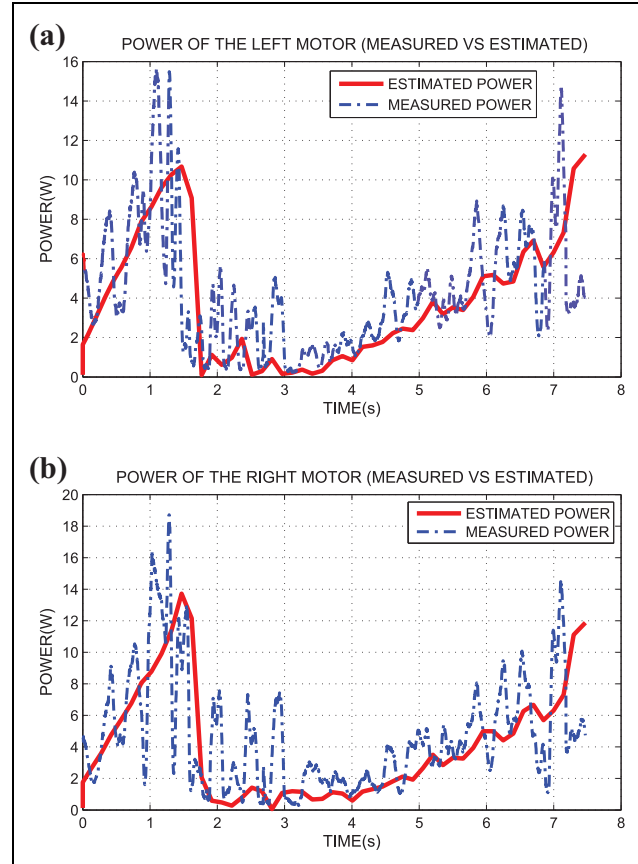 (a)
POWER OF THE LEFT MOTOR (MEASURED VS ESTIMATED)
16
14
12
10
8
6
4
2
0
POWER(W)
ESTIMATED POWER
MEASURED POWER
0 1 2 3 4 5 6 7 8
TIME(s)
(b)
POWER OF THE RIGHT MOTOR (MEASURED VS ESTIMATED)
20
18
16
14
12
10
8
6
4
2
0
POWER(W)
ESTIMATED POWER
MEASURED POWER
0 1 2 3 4 5 6 7 8
TIME(s)